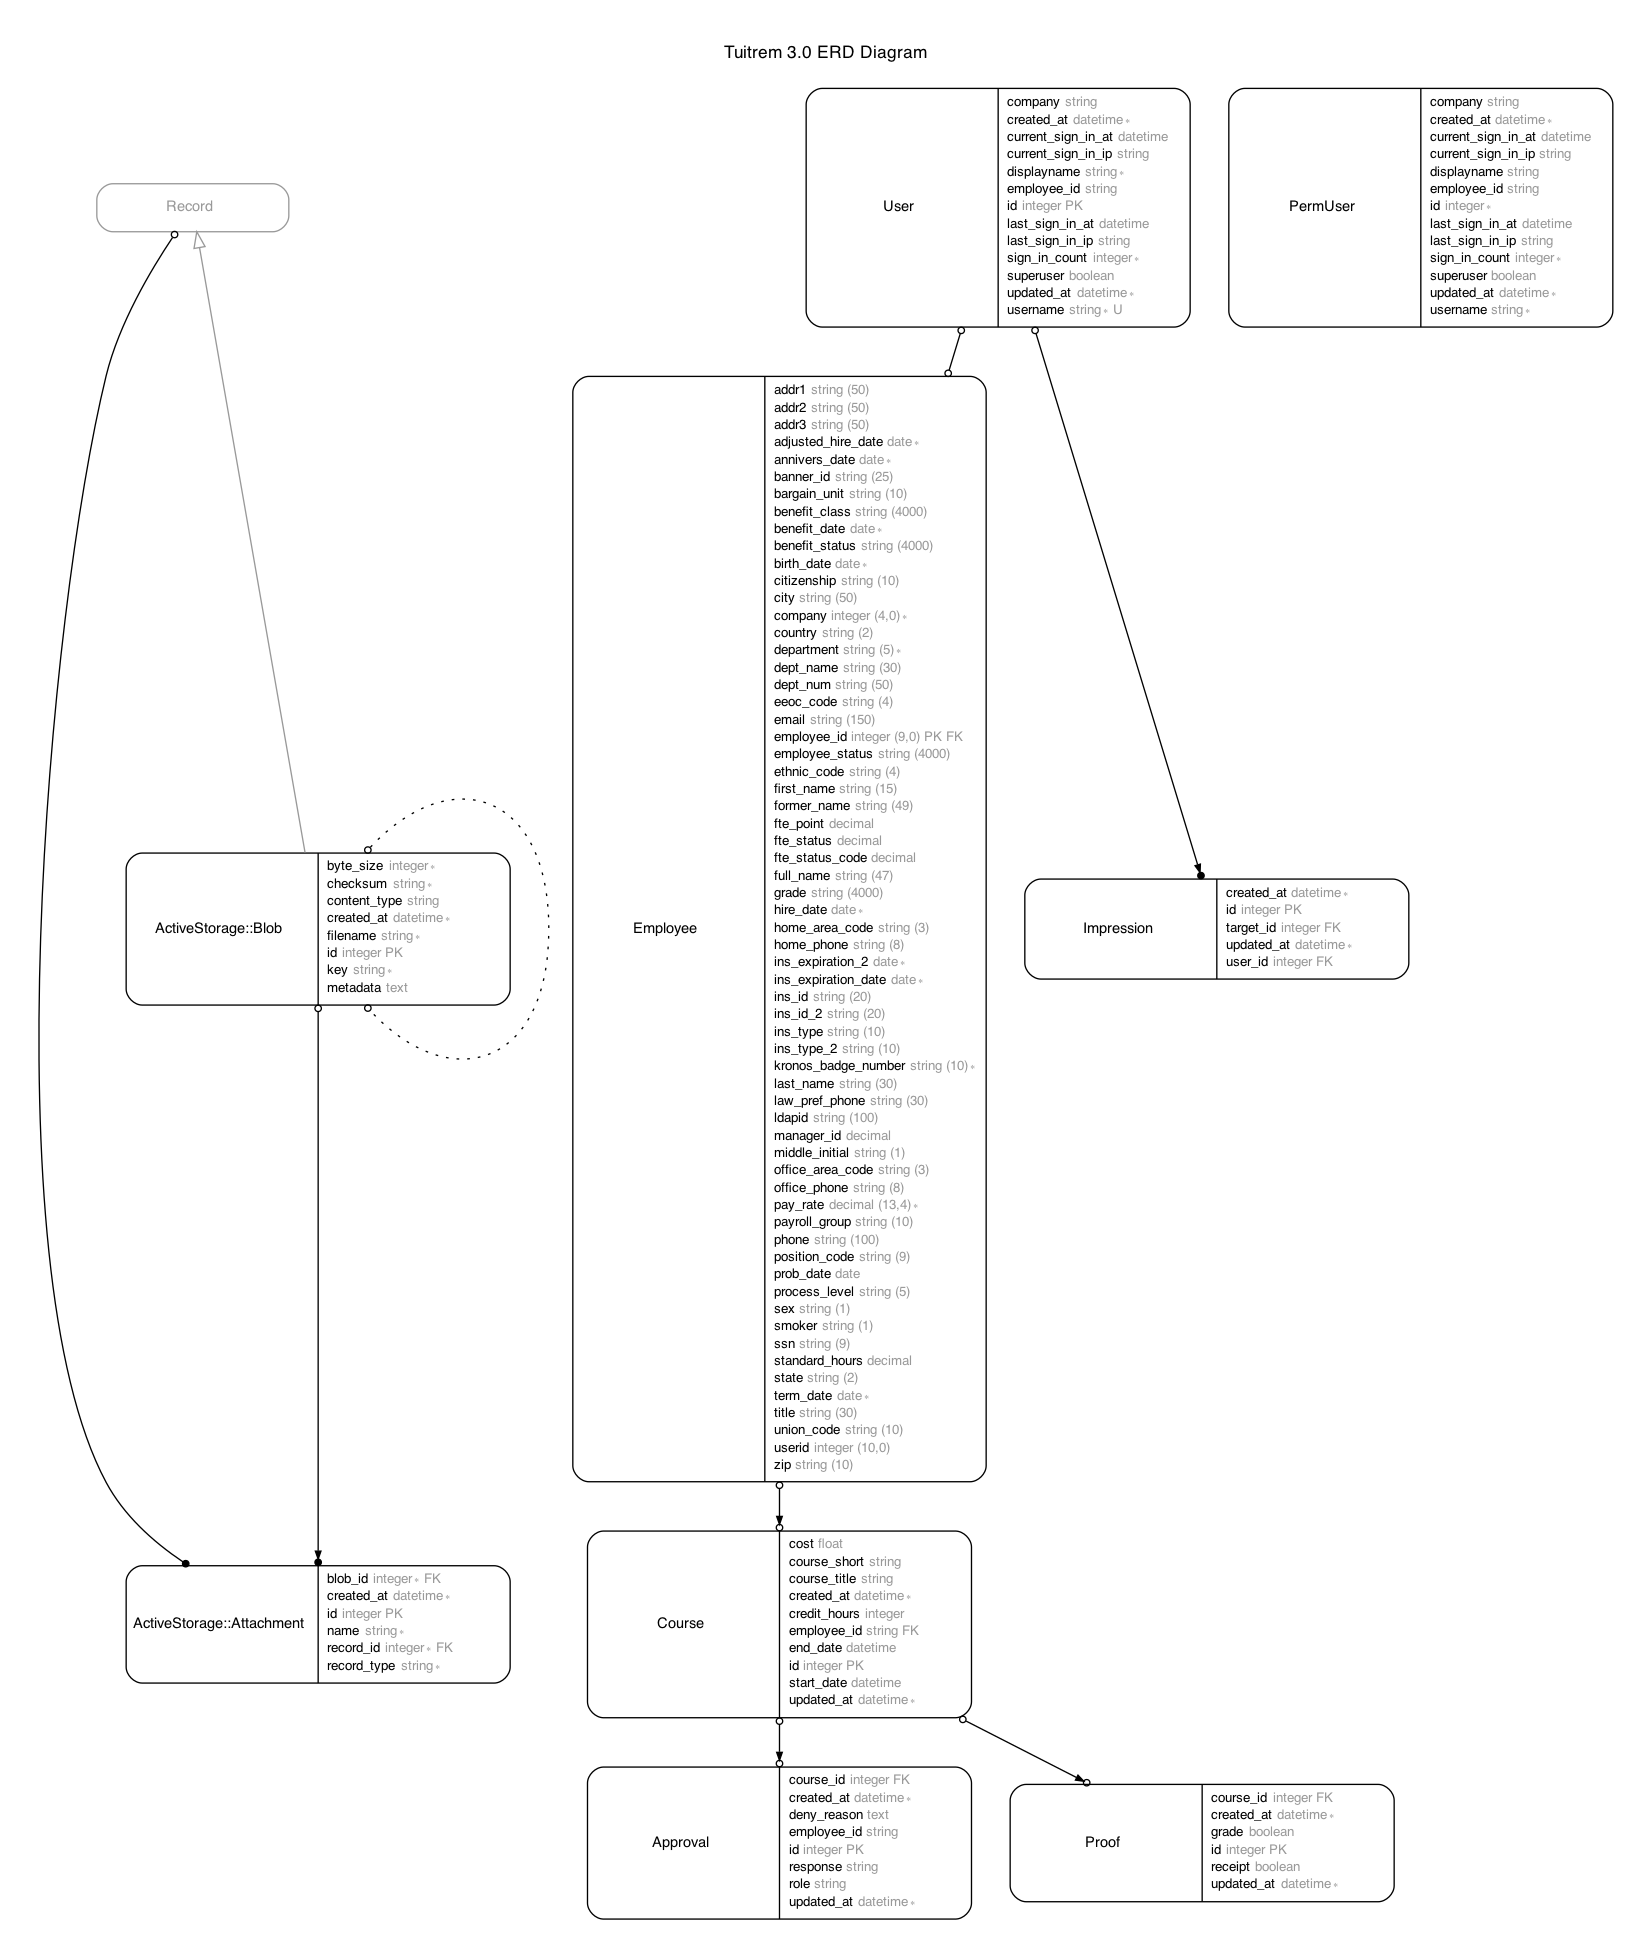 Tuitrem 3.0 ERD Diagram
Record
User
company string
created_at datetime ∗
current_sign_in_at datetime
current_sign_in_ip string
displayname string ∗
employee_id string
id integer PK
last_sign_in_at datetime
last_sign_in_ip string
sign_in_count integer ∗
superuser boolean
updated_at datetime ∗
username string ∗ U
PermUser
company string
created_at datetime ∗
current_sign_in_at datetime
current_sign_in_ip string
displayname string
employee_id string
id integer ∗
last_sign_in_at datetime
last_sign_in_ip string
sign_in_count integer ∗
superuser boolean
updated_at datetime ∗
username string ∗
Employee
addr1 string (50)
addr2 string (50)
addr3 string (50)
adjusted_hire_date date ∗
annivers_date date ∗
banner_id string (25)
bargain_unit string (10)
benefit_class string (4000)
benefit_date date ∗
benefit_status string (4000)
birth_date date ∗
citizenship string (10)
city string (50)
company integer (4,0) ∗
country string (2)
department string (5) ∗
dept_name string (30)
dept_num string (50)
eeoc_code string (4)
email string (150)
employee_id integer (9,0) PK FK
employee_status string (4000)
ethnic_code string (4)
first_name string (15)
former_name string (49)
fte_point decimal
fte_status decimal
fte_status_code decimal
full_name string (47)
grade string (4000)
hire_date date ∗
home_area_code string (3)
home_phone string (8)
ins_expiration_2 date ∗
ins_expiration_date date ∗
ins_id string (20)
ins_id_2 string (20)
ins_type string (10)
ins_type_2 string (10)
kronos_badge_number string (10) ∗
last_name string (30)
law_pref_phone string (30)
ldapid string (100)
manager_id decimal
middle_initial string (1)
office_area_code string (3)
office_phone string (8)
pay_rate decimal (13,4) ∗
payroll_group string (10)
phone string (100)
position_code string (9)
prob_date date
process_level string (5)
sex string (1)
smoker string (1)
ssn string (9)
standard_hours decimal
state string (2)
term_date date ∗
title string (30)
union_code string (10)
userid integer (10,0)
zip string (10)
ActiveStorage::Blob
byte_size integer ∗
checksum string ∗
content_type string
created_at datetime ∗
filename string ∗
id integer PK
key string ∗
metadata text
Impression
created_at datetime ∗
id integer PK
target_id integer FK
updated_at datetime ∗
user_id integer FK
ActiveStorage::Attachment
blob_id integer ∗ FK
created_at datetime ∗
id integer PK
name string ∗
record_id integer ∗ FK
record_type string ∗
Course
cost float
course_short string
course_title string
created_at datetime ∗
credit_hours integer
employee_id string FK
end_date datetime
id integer PK
start_date datetime
updated_at datetime ∗
Approval
course_id integer FK
created_at datetime ∗
deny_reason text
employee_id string
id integer PK
response string
role string
updated_at datetime ∗
Proof
course_id integer FK
created_at datetime ∗
grade boolean
id integer PK
receipt boolean
updated_at datetime ∗